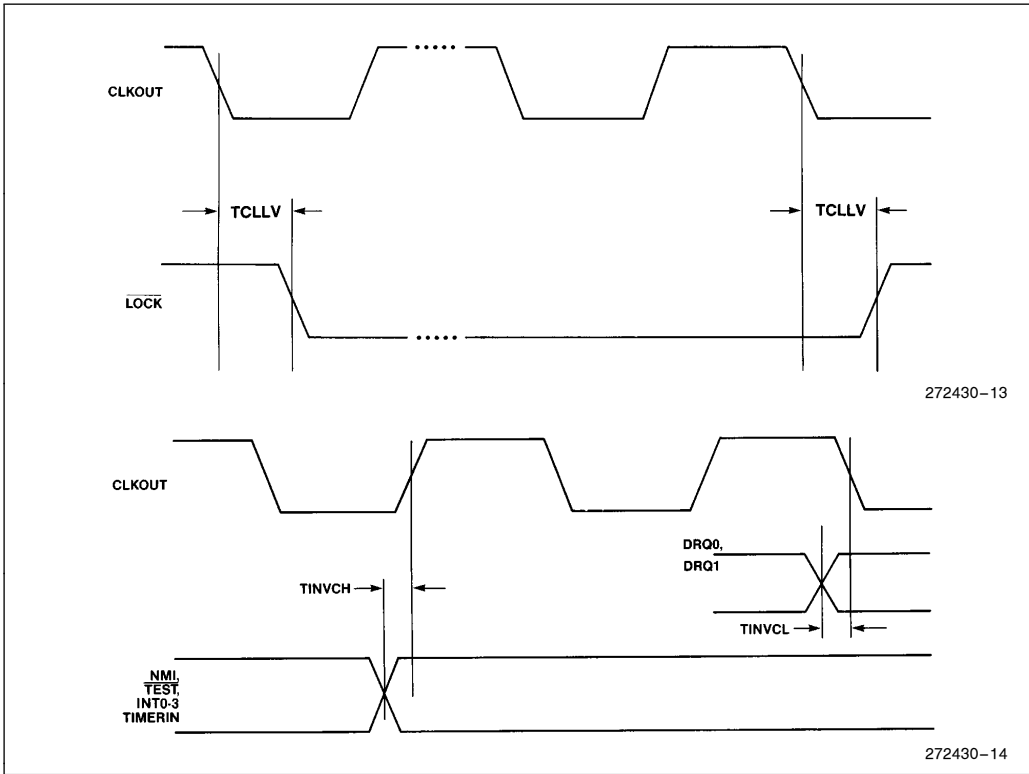 CLKOUT
TCLLV
TCLLV
LOCK
272430–13
CLKOUT
DRQ0,
DRQ1
TINVCH
TINVCL
NMI,
TEST,
INT0-3
TIMERIN
272430–14